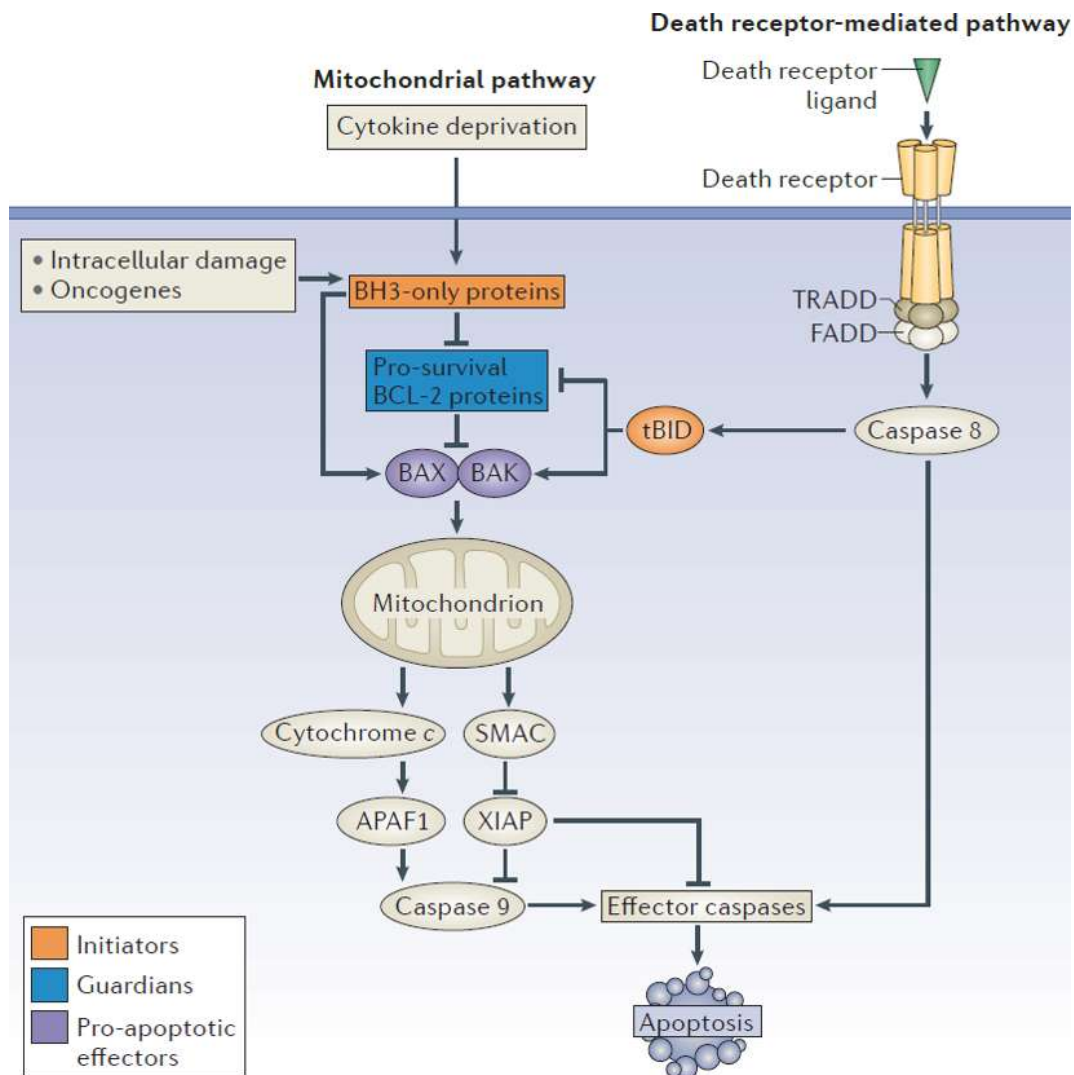 Death receptor-mediated pathway
Death receptor
ligand
Mitochondrial pathway
Cytokine deprivation
Death receptor
• Intracellular damage
• Oncogenes
BH3-only proteins
TRADD
FADD
Pro-survival
BCL-2 proteins
tBID
Caspase 8
BAX
BAK
Mitochondrion
Cytochrome c
SMAC
APAF1
XIAP
Caspase 9
Effector caspases
Initiators
Guardians
Pro-apoptotic
effectors
Apoptosis